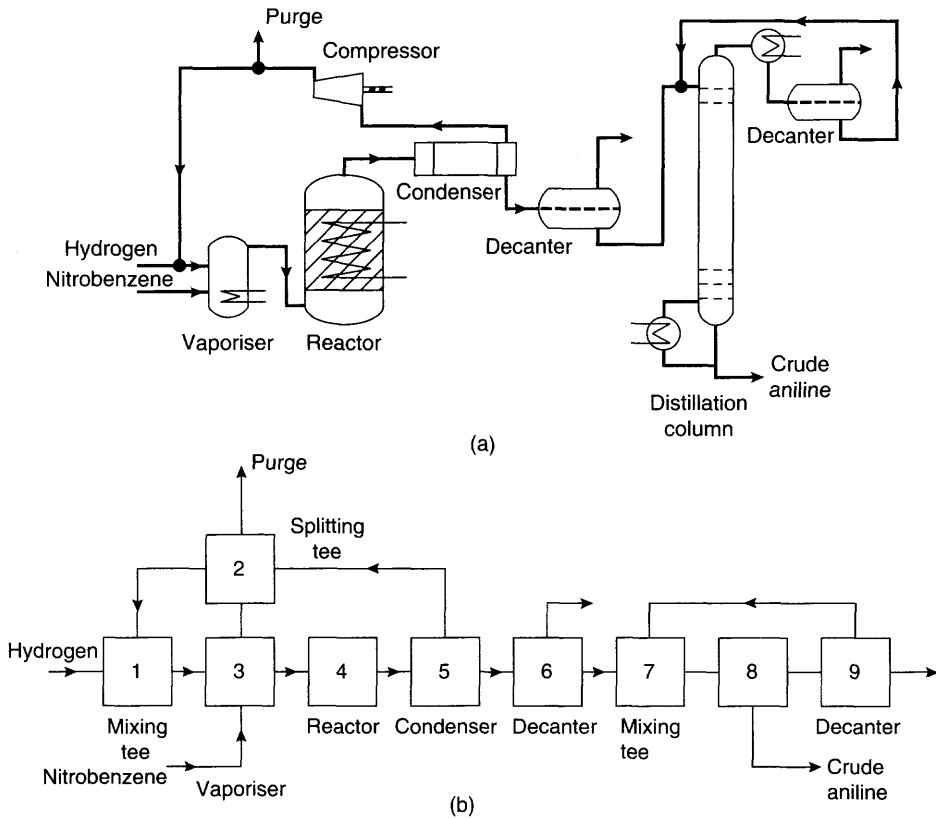 Purge
Compressor
Decanter
Condenser
Decanter
Hydrogen
Nitrobenzene
Vaporiser
Reactor
Crude
aniline
Distillation
column
(a)
Purge
Splitting
tee
2
Hydrogen
1
3
4
5
6
7
8
9
Mixing
tee
Reactor
Condenser
Decanter
Mixing
tee
Decanter
Nitrobenzene
Vaporiser
Crude
aniline
(b)